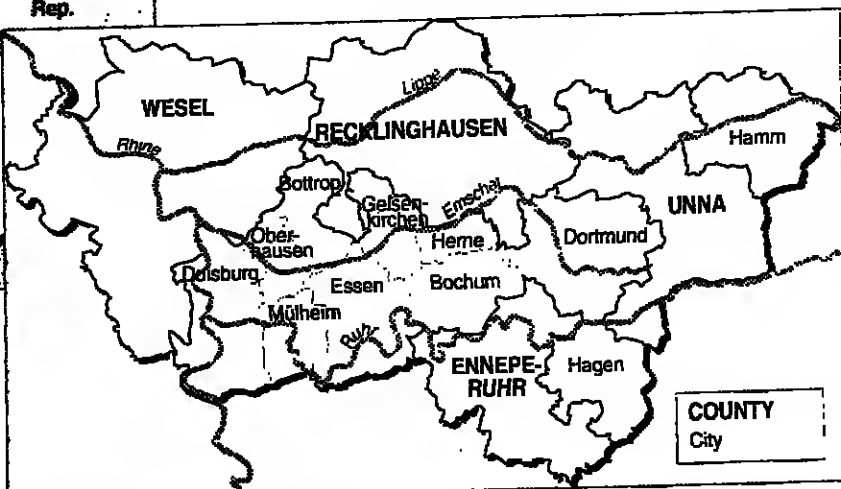 Rep.
WESEL
Lippe
RECKLINGHAUSEN
Rhine
Hamm
Bottrop
Gelsen-
kirchen
Emscher
UNNA
Ober-
hausen
Herne
Dortmund
Duisburg
Essen
Bochum
Mülheim
Ruhr
ENNEPE-
RUHR
Hagen
COUNTY
City